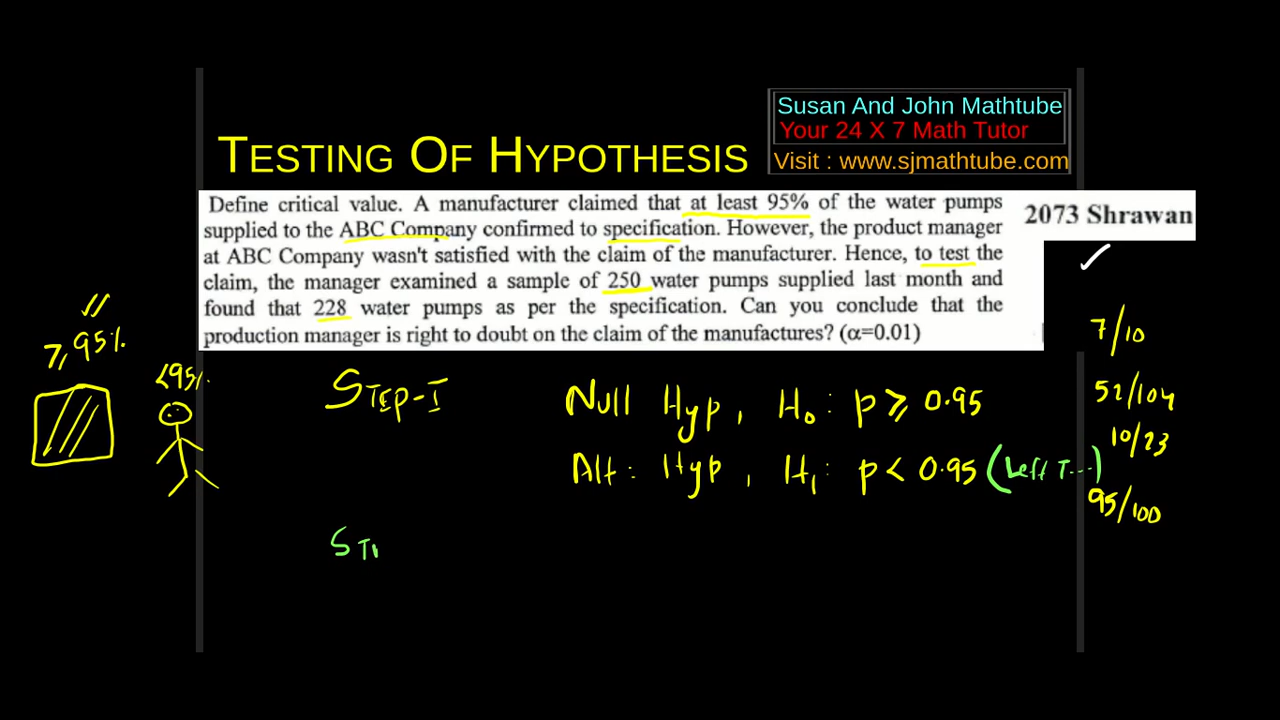 Susan And John Mathtube
Your 24 X 7 Math Tutor
Visit : www.sjmathtube.com
TESTING OF HYPOTHESIS
Define critical value. A manufacturer claimed that at least 95% of the water pumps
supplied to the ABC Company confirmed to specification. However, the product manager
at ABC Company wasn't satisfied with the claim of the manufacturer. Hence, to test the
claim, the manager examined a sample of 250 water pumps supplied last month and
found that 228 water pumps as per the specification. Can you conclude that the
production manager is right to doubt on the claim of the manufactures? (α=0.01)
2073 Shrawan
≥95%
<95%
7/10
52/104
10/23
95/100
STEP-I
Null Hyp, H₀: p ≥ 0.95
Alt: Hyp, H₁: p < 0.95 (Left T...)